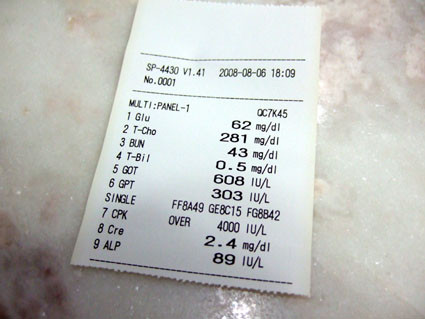 SP-4430 V1.41 2008-08-06 18:09
No.0001
MULTI:PANEL-1 QC7K45
1 Glu 62 mg/dl
2 T-Cho 281 mg/dl
3 BUN 43 mg/dl
4 T-Bil 0.5 mg/dl
5 GOT 608 IU/L
6 GPT 303 IU/L
SINGLE FF8A49 GE8C15 FG8B42
7 CPK OVER 4000 IU/L
8 Cre 2.4 mg/dl
9 ALP 89 IU/L